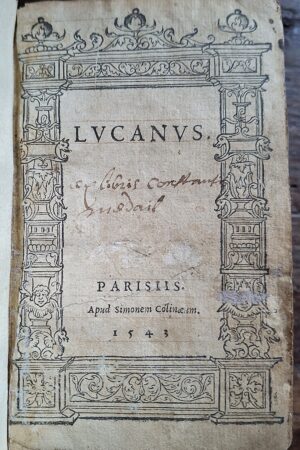 LVCANVS.
ex libris
PARISIIS.
Apud Simonem Colinæum.
1543